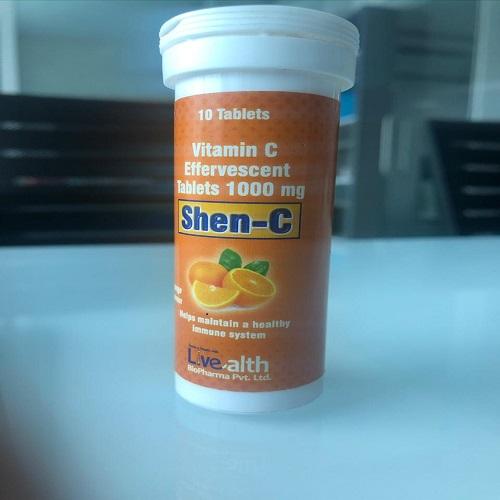 10 Tablets
Vitamin C
Effervescent
Tablets 1000 mg
Shen-C
Helps maintain a healthy
immune system
Livealth
BioPharma Pvt. Ltd.